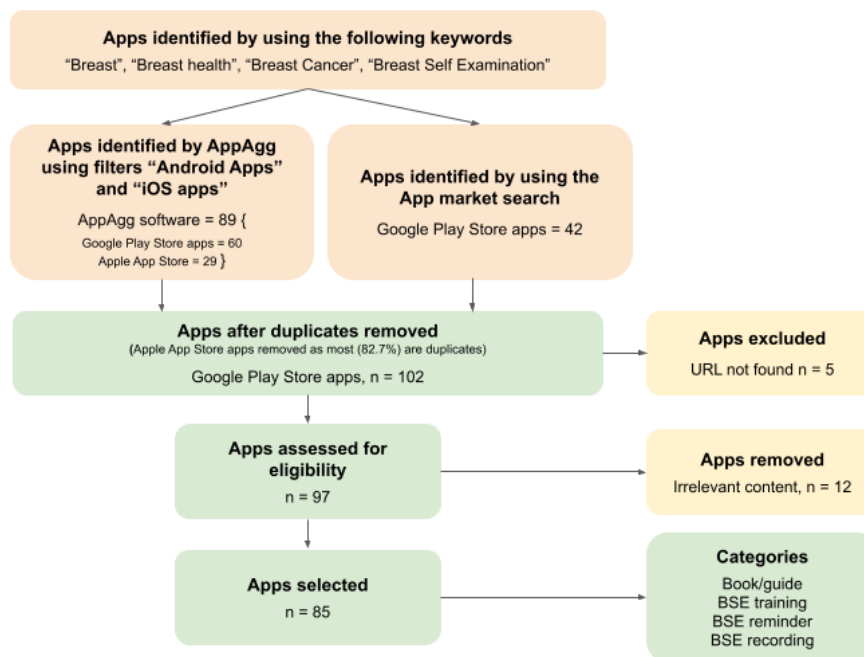 Apps identified by using the following keywords
“Breast”, “Breast health”, “Breast Cancer”, “Breast Self Examination”
Apps identified by AppAgg
using filters “Android Apps”
and “iOS apps”
AppAgg software = 89 {
Google Play Store apps = 60
Apple App Store = 29 }
Apps identified by using the
App market search
Google Play Store apps = 42
Apps after duplicates removed
(Apple App Store apps removed as most (82.7%) are duplicates)
Google Play Store apps, n = 102
Apps excluded
URL not found n = 5
Apps assessed for
eligibility
n = 97
Apps removed
Irrelevant content, n = 12
Apps selected
n = 85
Categories
Book/guide
BSE training
BSE reminder
BSE recording